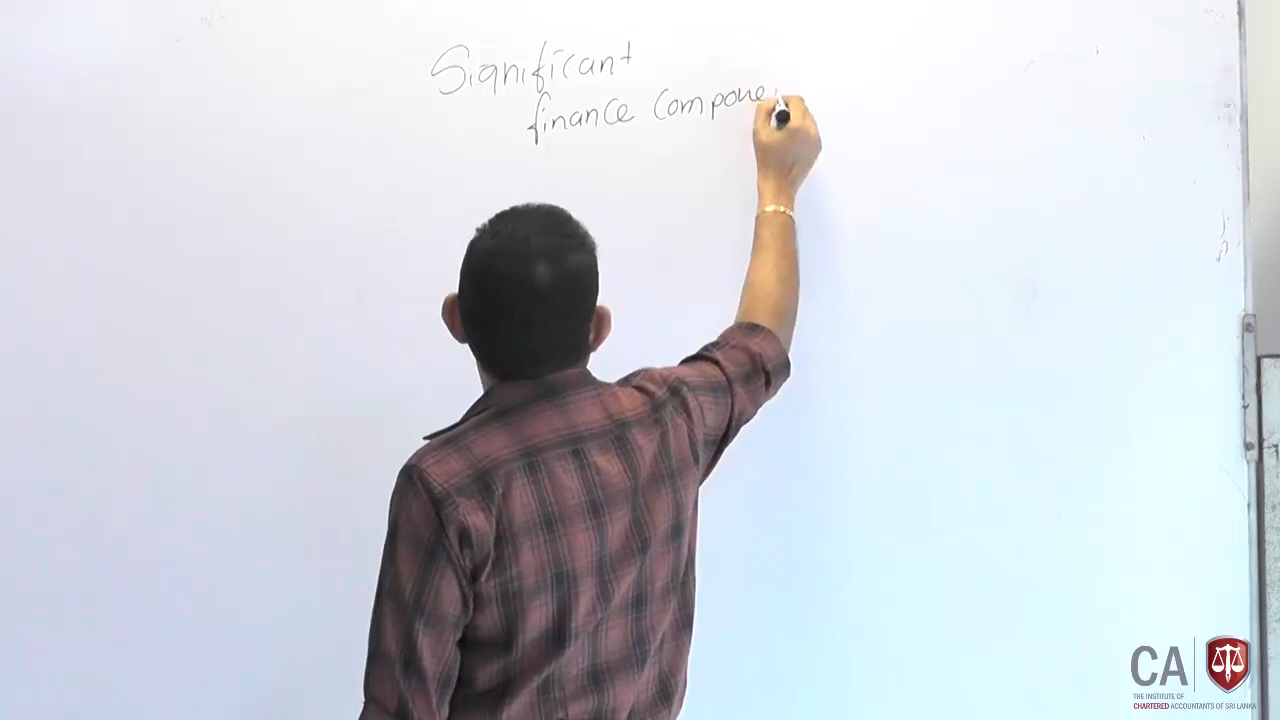 Significant
finance compone
CA
THE INSTITUTE OF
CHARTERED ACCOUNTANTS OF SRI LANKA